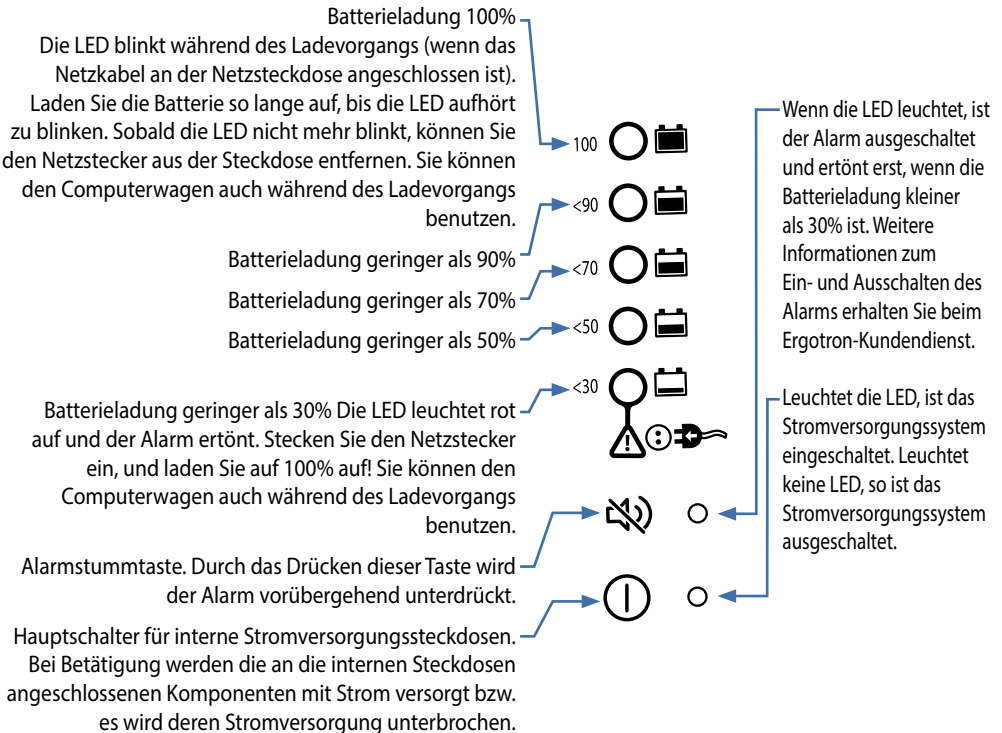 Batterieladung 100%
Die LED blinkt während des Ladevorgangs (wenn das
Netzkabel an der Netzsteckdose angeschlossen ist).
Laden Sie die Batterie so lange auf, bis die LED aufhört
zu blinken. Sobald die LED nicht mehr blinkt, können Sie
den Netzstecker aus der Steckdose entfernen. Sie können
den Computerwagen auch während des Ladevorgangs
benutzen.
Batterieladung geringer als 90%
Batterieladung geringer als 70%
Batterieladung geringer als 50%
Batterieladung geringer als 30% Die LED leuchtet rot
auf und der Alarm ertönt. Stecken Sie den Netzstecker
ein, und laden Sie auf 100% auf! Sie können den
Computerwagen auch während des Ladevorgangs
benutzen.
Alarmstummtaste. Durch das Drücken dieser Taste wird
der Alarm vorübergehend unterdrückt.
Hauptschalter für interne Stromversorgungssteckdosen.
Bei Betätigung werden die an die internen Steckdosen
angeschlossenen Komponenten mit Strom versorgt bzw.
es wird deren Stromversorgung unterbrochen.
100
<90
<70
<50
<30
Wenn die LED leuchtet, ist
der Alarm ausgeschaltet
und ertönt erst, wenn die
Batterieladung kleiner
als 30% ist. Weitere
Informationen zum
Ein- und Ausschalten des
Alarms erhalten Sie beim
Ergotron-Kundendienst.
Leuchtet die LED, ist das
Stromversorgungssystem
eingeschaltet. Leuchtet
keine LED, so ist das
Stromversorgungssystem
ausgeschaltet.